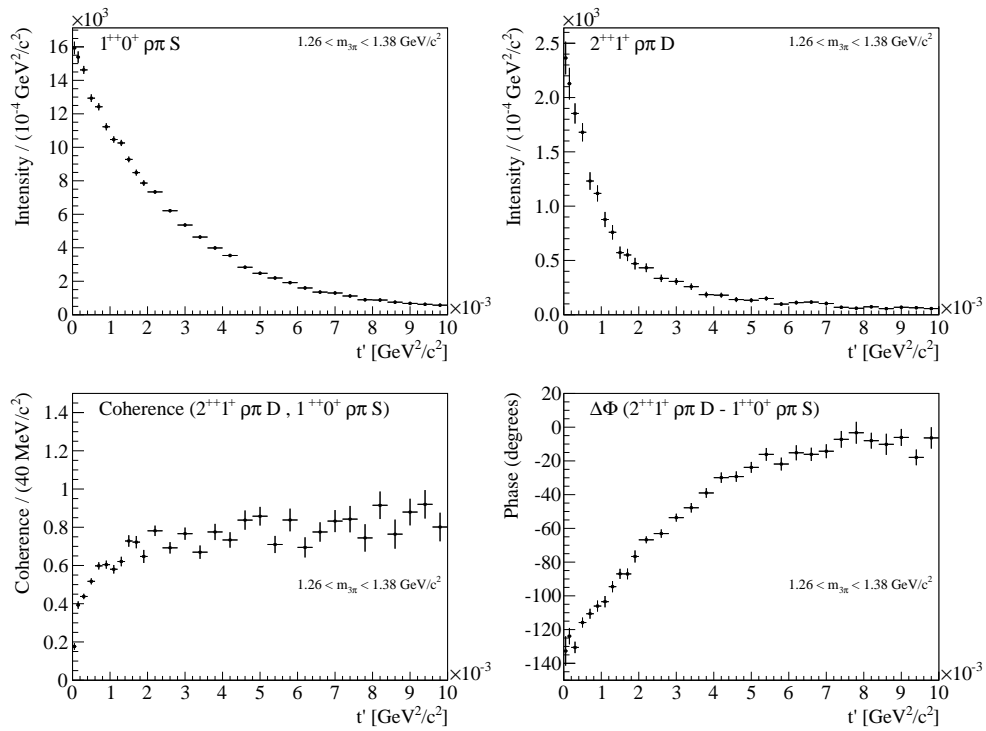 ×10³
1⁺⁺0⁺ ρπ S
1.26 < m₃π < 1.38 GeV/c²
Intensity / (10⁻⁴ GeV²/c²)
16
14
12
10
8
6
4
2
0
0 1 2 3 4 5 6 7 8 9 10
×10⁻³
t' [GeV²/c²]
×10³
2⁺⁺1⁺ ρπ D
1.26 < m₃π < 1.38 GeV/c²
Intensity / (10⁻⁴ GeV²/c²)
2.5
2.0
1.5
1.0
0.5
0.0
0 1 2 3 4 5 6 7 8 9 10
×10⁻³
t' [GeV²/c²]
Coherence (2⁺⁺1⁺ ρπ D , 1⁺⁺0⁺ ρπ S)
Coherence / (40 MeV/c²)
1.4
1.2
1
0.8
0.6
0.4
0.2
0
1.26 < m₃π < 1.38 GeV/c²
0 1 2 3 4 5 6 7 8 9 10
×10⁻³
t' [GeV²/c²]
ΔΦ (2⁺⁺1⁺ ρπ D - 1⁺⁺0⁺ ρπ S)
Phase (degrees)
20
0
-20
-40
-60
-80
-100
-120
-140
1.26 < m₃π < 1.38 GeV/c²
0 1 2 3 4 5 6 7 8 9 10
×10⁻³
t' [GeV²/c²]